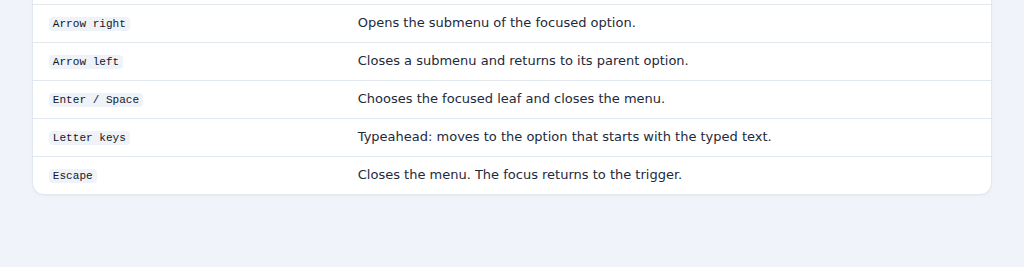 Arrow right Opens the submenu of the focused option.
Arrow left Closes a submenu and returns to its parent option.
Enter / Space Chooses the focused leaf and closes the menu.
Letter keys Typeahead: moves to the option that starts with the typed text.
Escape Closes the menu. The focus returns to the trigger.